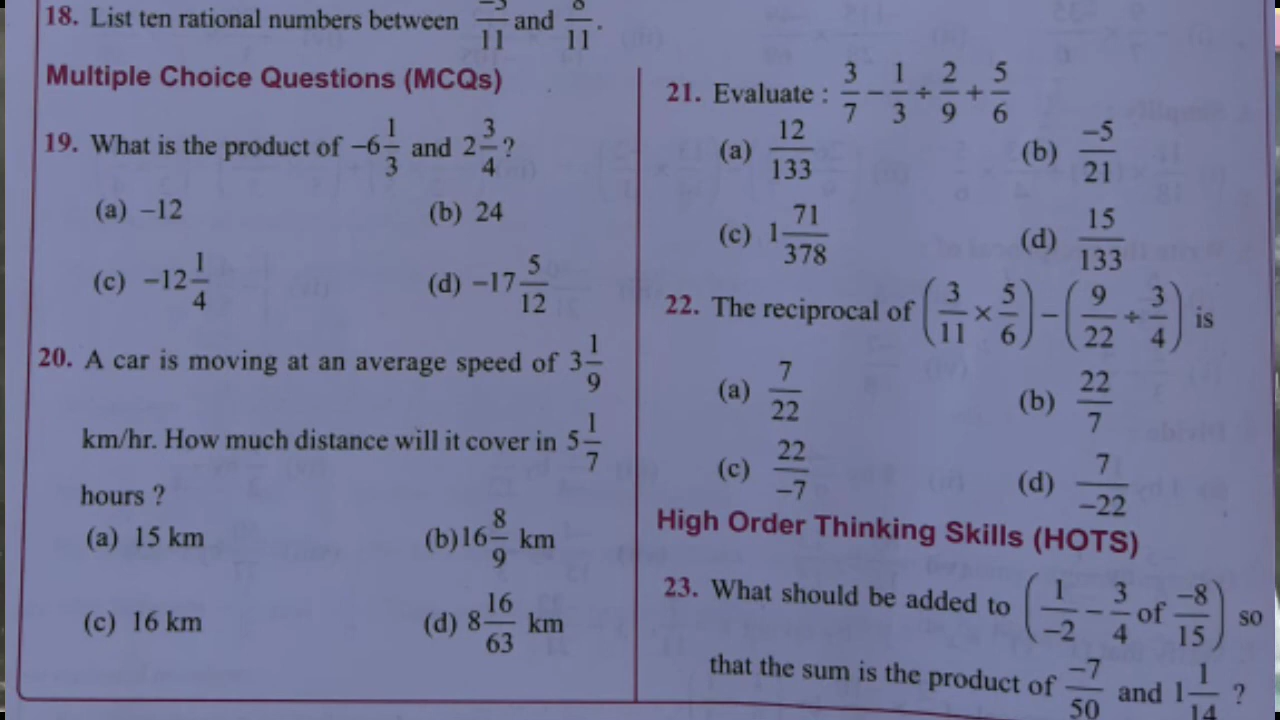 18. List ten rational numbers between -5/11 and 8/11.
Multiple Choice Questions (MCQs)
19. What is the product of -6 1/3 and 2 3/4?
(a) -12 (b) 24
(c) -12 1/4 (d) -17 5/12
20. A car is moving at an average speed of 3 1/9
km/hr. How much distance will it cover in 5 1/7
hours ?
(a) 15 km (b) 16 8/9 km
(c) 16 km (d) 8 16/63 km
21. Evaluate : 3/7 - 1/3 ÷ 2/9 + 5/6
(a) 12/133 (b) -5/21
(c) 1 71/378 (d) 15/133
22. The reciprocal of (3/11 × 5/6) - (9/22 ÷ 3/4) is
(a) 7/22 (b) 22/7
(c) 22/-7 (d) 7/-22
High Order Thinking Skills (HOTS)
23. What should be added to (1/-2 - 3/4 of -8/15) so
that the sum is the product of -7/50 and 1 1/14 ?